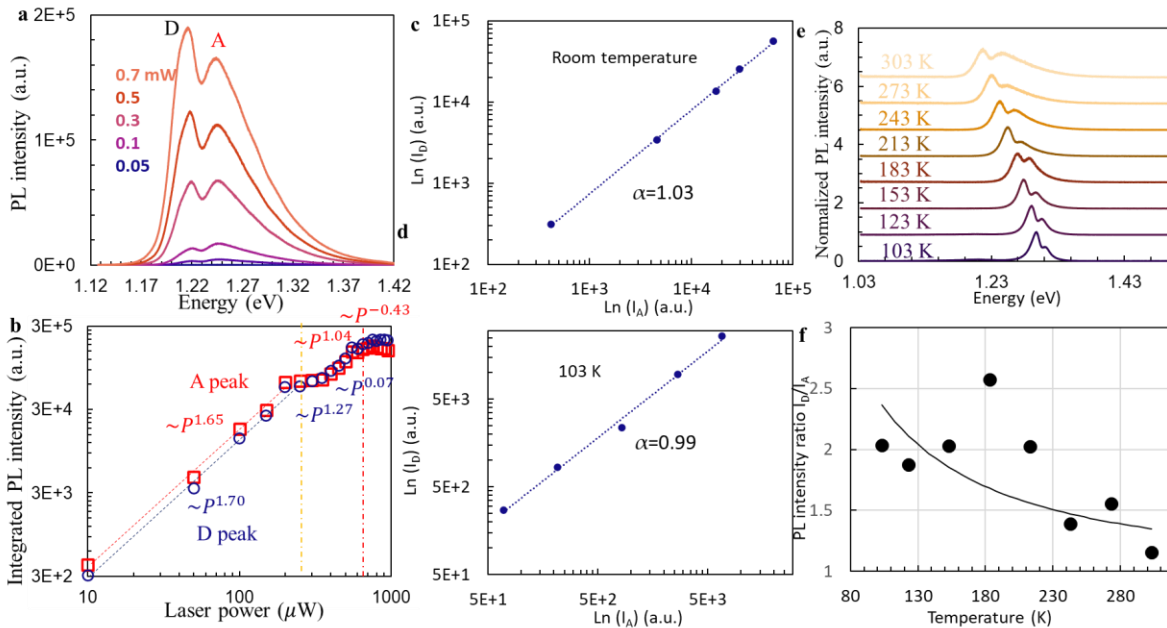 a
PL intensity (a.u.)
2E+5
1E+5
0E+0
D
A
0.7 mW
0.5
0.3
0.1
0.05
1.12 1.17 1.22 1.27 1.32 1.37 1.42
Energy (eV)
b
Integrated PL intensity (a.u.)
3E+5
3E+4
3E+3
3E+2
A peak
~P^1.65
~P^1.70
D peak
~P^1.04
~P^-0.43
~P^0.07
~P^1.27
10 100 1000
Laser power (μW)
c
Ln (I_D) (a.u.)
1E+5
1E+4
1E+3
1E+2
Room temperature
α=1.03
1E+2 1E+3 1E+4 1E+5
Ln (I_A) (a.u.)
d
Ln (I_D) (a.u.)
5E+3
5E+2
5E+1
103 K
α=0.99
5E+1 5E+2 5E+3
Ln (I_A) (a.u.)
e
Normalized PL intensity (a.u.)
8
6
4
2
0
303 K
273 K
243 K
213 K
183 K
153 K
123 K
103 K
1.03 1.23 1.43
Energy (eV)
f
PL intensity ratio I_D/I_A
3
2.5
2
1.5
1
80 130 180 230 280
Temperature (K)